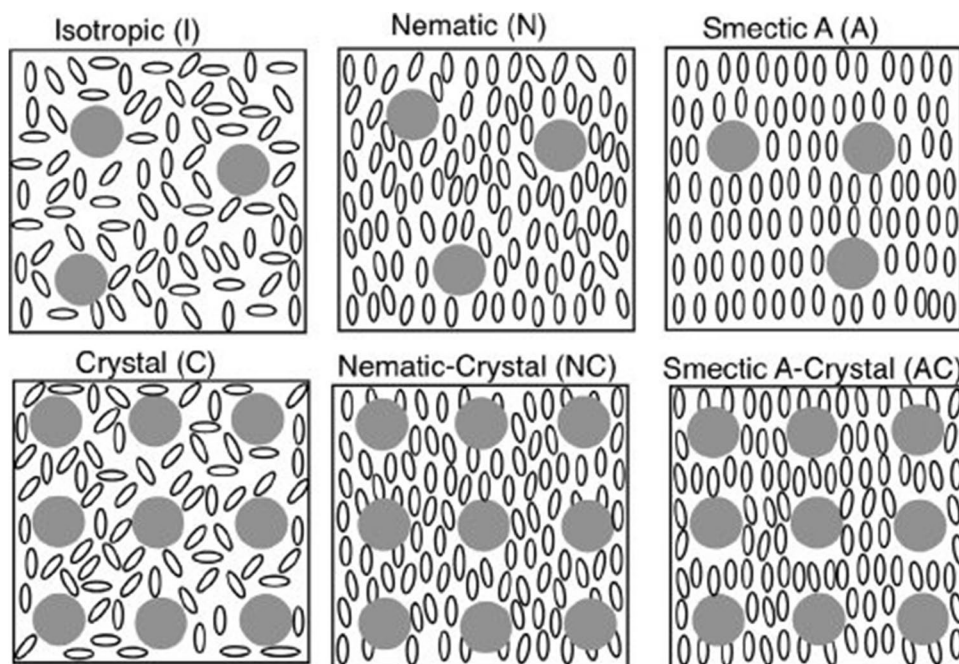 Isotropic (I)
Nematic (N)
Smectic A (A)
Crystal (C)
Nematic-Crystal (NC)
Smectic A-Crystal (AC)